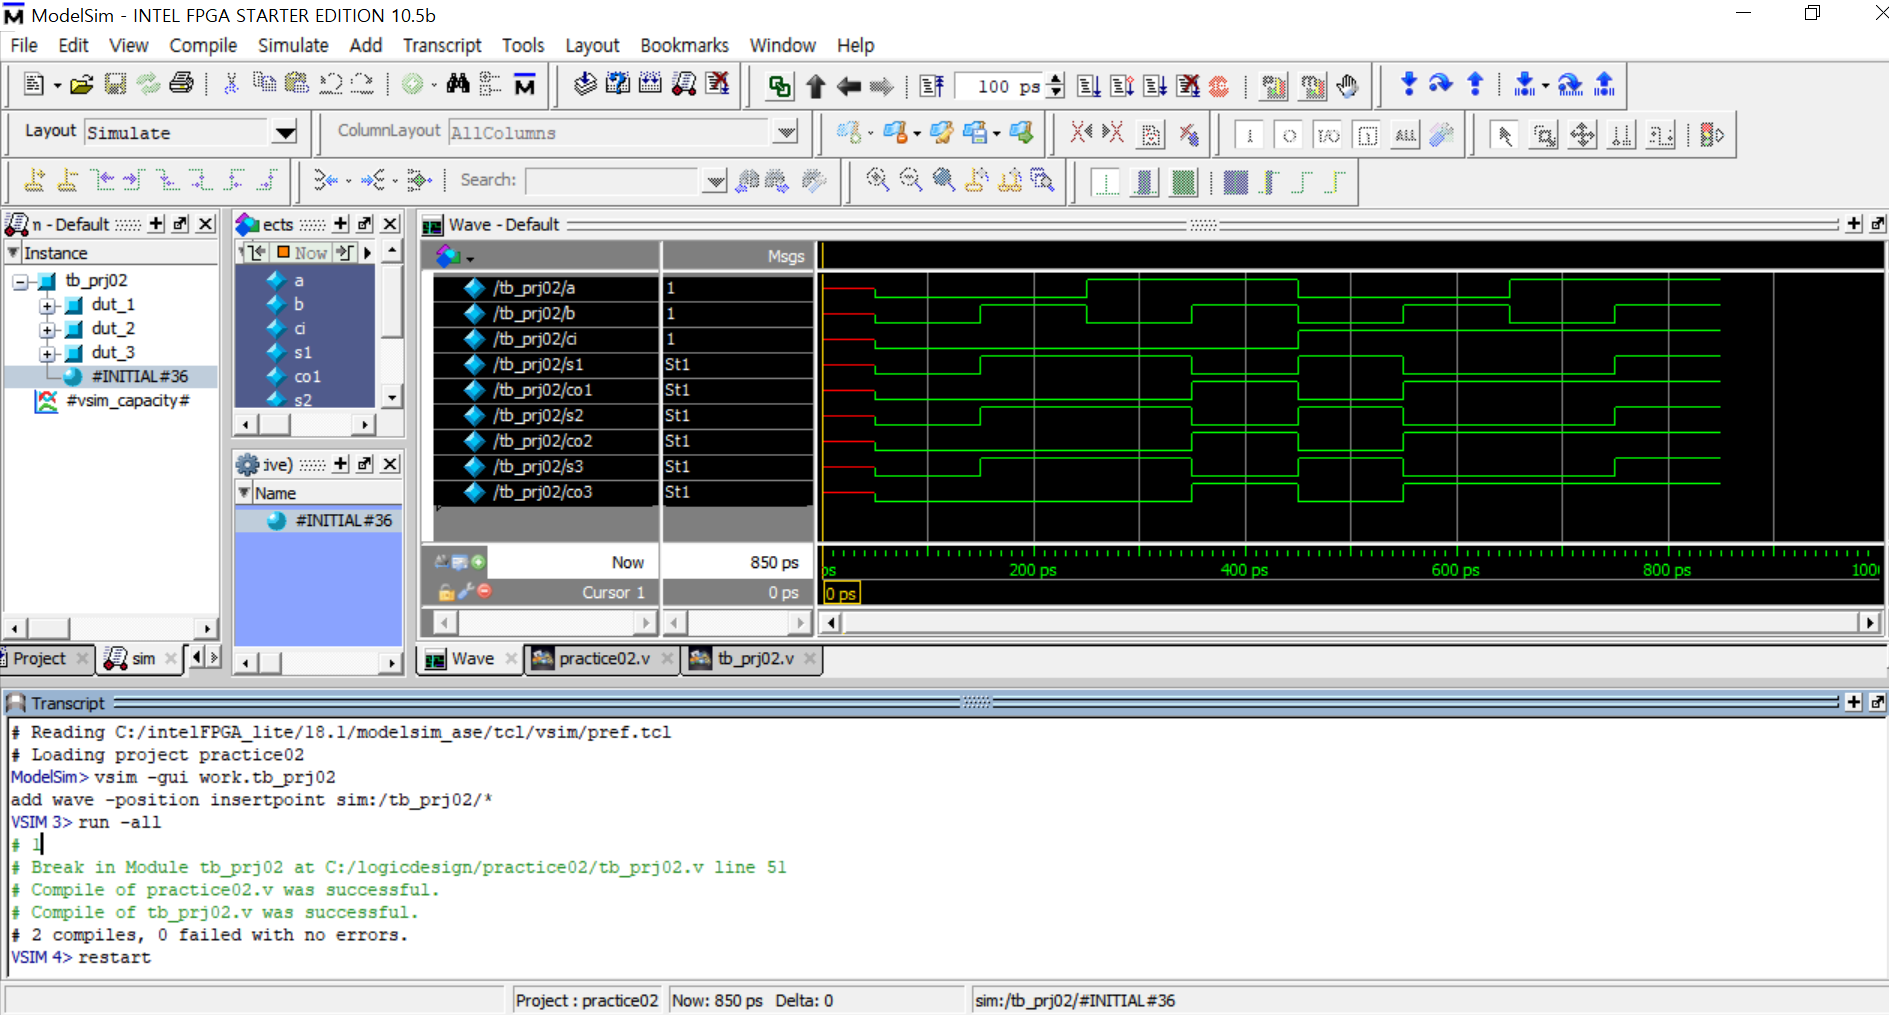 ModelSim - INTEL FPGA STARTER EDITION 10.5b
File Edit View Compile Simulate Add Transcript Tools Layout Bookmarks Window Help
100 ps
Layout Simulate
ColumnLayout AllColumns
I/O
ALL
Search:
n - Default
Instance
tb_prj02
dut_1
dut_2
dut_3
#INITIAL#36
#vsim_capacity#
Project
sim
ects
Now
a
b
ci
s1
co1
s2
ive)
Name
#INITIAL#36
Wave - Default
Msgs
/tb_prj02/a 1
/tb_prj02/b 1
/tb_prj02/ci 1
/tb_prj02/s1 St1
/tb_prj02/co1 St1
/tb_prj02/s2 St1
/tb_prj02/co2 St1
/tb_prj02/s3 St1
/tb_prj02/co3 St1
Now 850 ps
Cursor 1 0 ps
ps 200 ps 400 ps 600 ps 800 ps 100
0 ps
Wave
practice02.v
tb_prj02.v
Transcript
# Reading C:/intelFPGA_lite/18.1/modelsim_ase/tcl/vsim/pref.tcl
# Loading project practice02
ModelSim> vsim -gui work.tb_prj02
add wave -position insertpoint sim:/tb_prj02/*
VSIM 3> run -all
# 1
# Break in Module tb_prj02 at C:/logicdesign/practice02/tb_prj02.v line 51
# Compile of practice02.v was successful.
# Compile of tb_prj02.v was successful.
# 2 compiles, 0 failed with no errors.
VSIM 4> restart
Project : practice02 Now: 850 ps Delta: 0 sim:/tb_prj02/#INITIAL#36